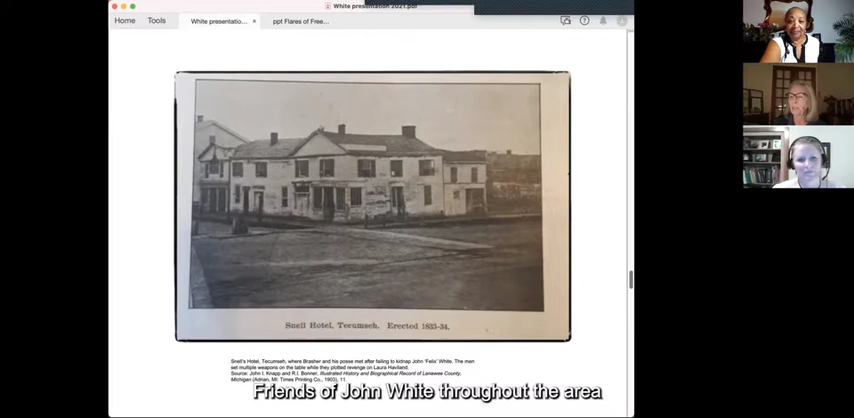 White presentation 2021.pdf
Home Tools White presentatio... × ppt Flares of Free...
Snell Hotel, Tecumseh. Erected 1833-34.
Snell's Hotel, Tecumseh, where Brasher and his posse met after failing to kidnap John 'Felix' White. The men
set multiple weapons on the table while they plotted revenge on Laura Haviland.
Source: John I. Knapp and R.I. Bonner, Illustrated History and Biographical Record of Lenawee County,
Michigan (Adrian, MI: Times Printing Co., 1903), 11.
Friends of John White throughout the area